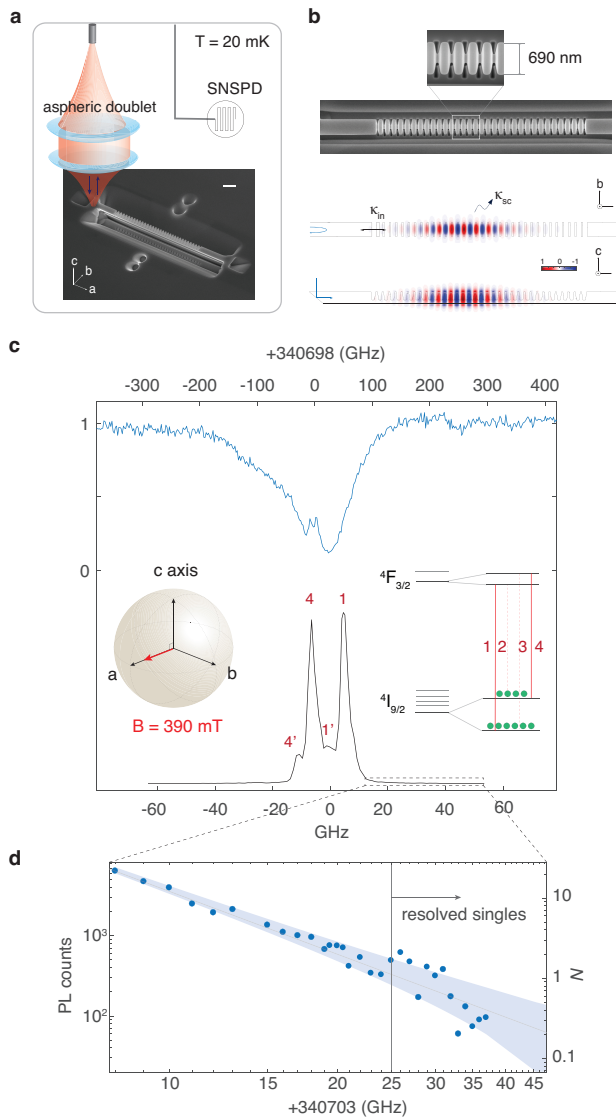 a
T = 20 mK
SNSPD
aspheric doublet
c
b
a
b
690 nm
κin
κsc
b
1 0 -1
c
c
+340698 (GHz)
-300 -200 -100 0 100 200 300 400
1
0
c axis
a
b
B = 390 mT
4
1
4'
1'
⁴F3/2
1 2 3 4
⁴I9/2
-60 -40 -20 0 20 40 60
GHz
d
resolved singles
PL counts
10³
10²
N
10
1
0.1
10 15 20 25 30 35 40 45
+340703 (GHz)